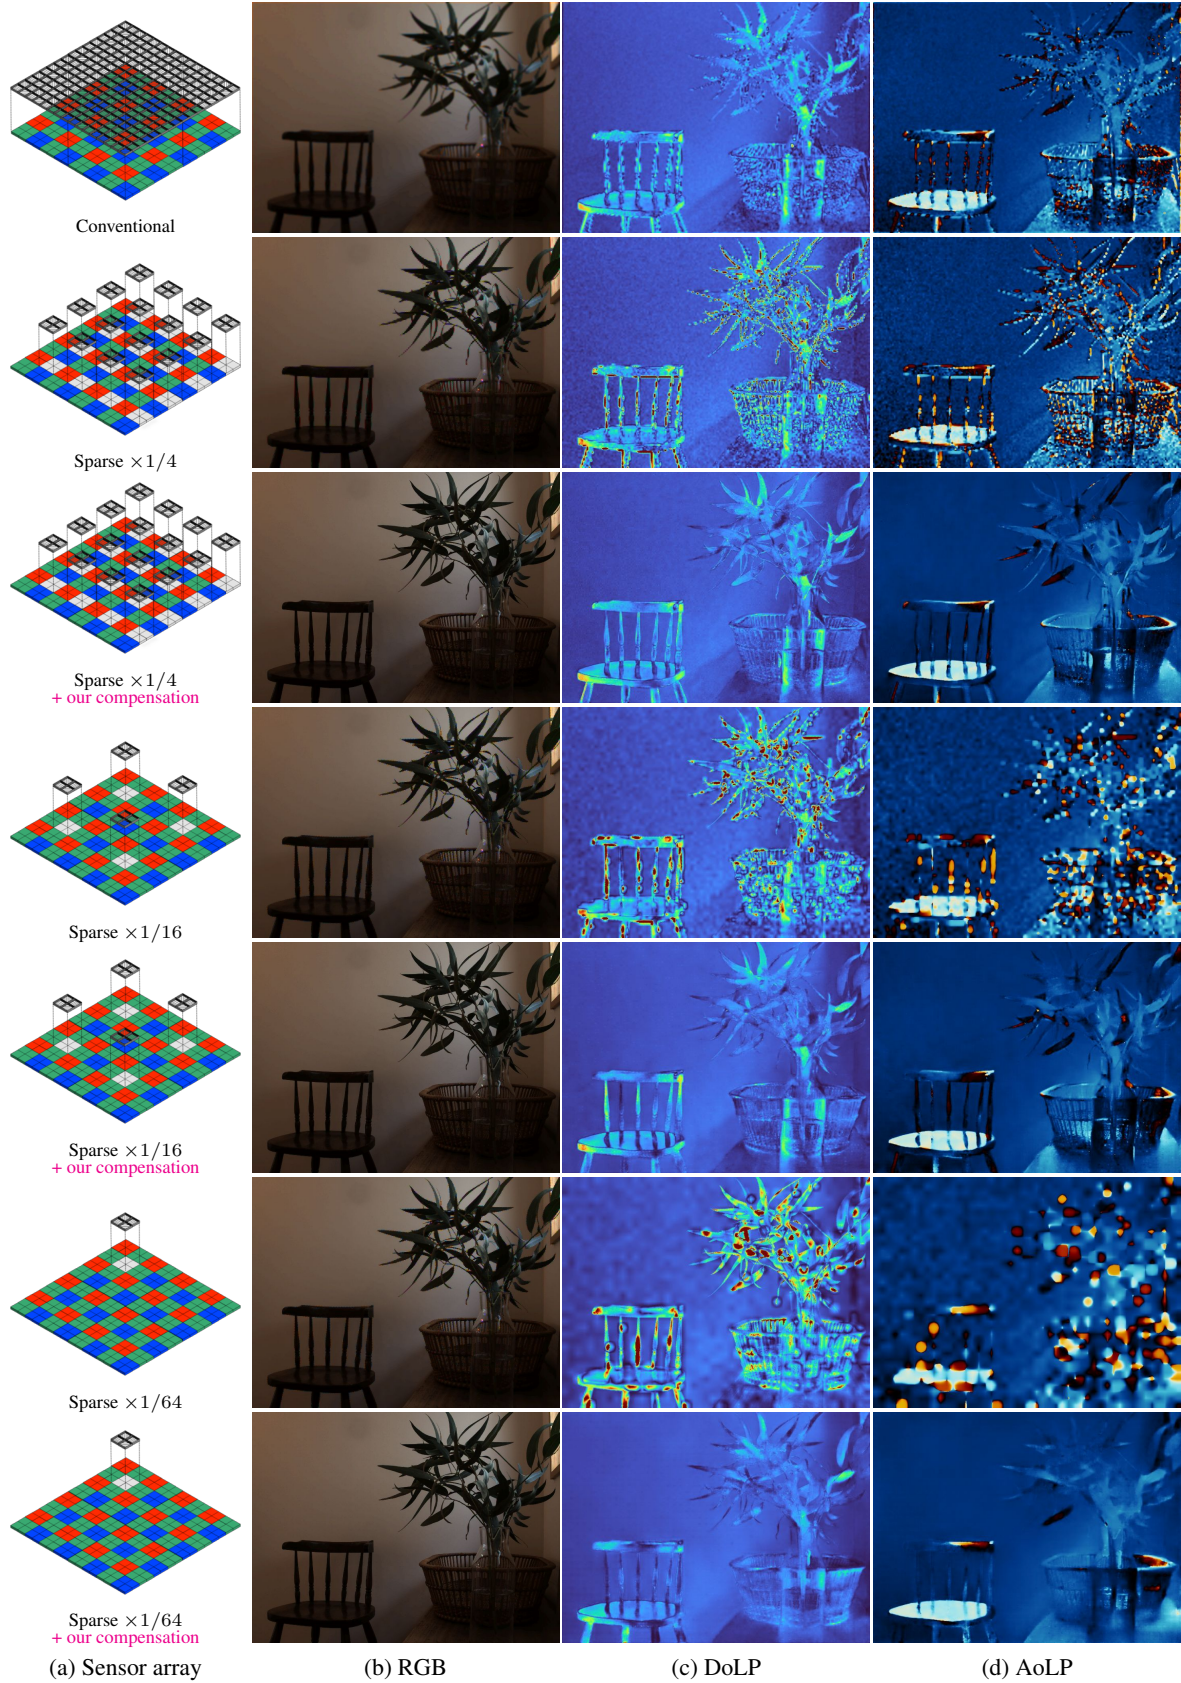 Conventional
Sparse ×1/4
Sparse ×1/4
+ our compensation
Sparse ×1/16
Sparse ×1/16
+ our compensation
Sparse ×1/64
Sparse ×1/64
+ our compensation
(a) Sensor array (b) RGB (c) DoLP (d) AoLP